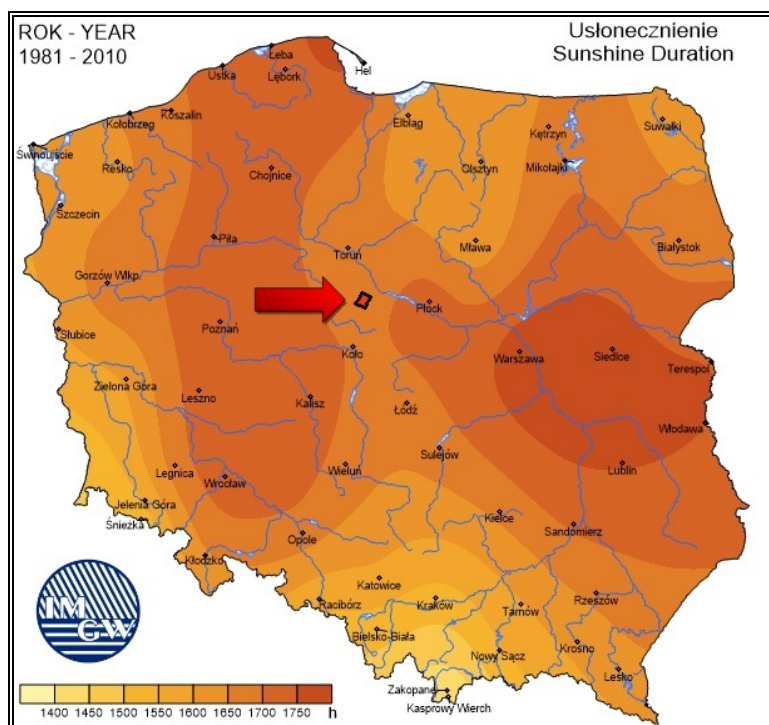 ROK - YEAR
1981 - 2010
Usłonecznienie
Sunshine Duration
Łeba
Hel
Ustka
Lębork
Koszalin
Kołobrzeg
Elbląg
Kętrzyn
Suwałki
Świnoujście
Resko
Chojnice
Olsztyn
Mikołajki
Szczecin
Piła
Toruń
Mława
Białystok
Gorzów Wlkp.
Płock
Słubice
Poznań
Koło
Warszawa
Siedlce
Terespol
Zielona Góra
Leszno
Kalisz
Łódź
Włodawa
Sulejów
Legnica
Wrocław
Wieluń
Lublin
Jelenia Góra
Śnieżka
Kielce
Sandomierz
Opole
Kłodzko
Katowice
Racibórz
Kraków
Tarnów
Rzeszów
Bielsko-Biała
Nowy Sącz
Krosno
Lesko
Zakopane
Kasprowy Wierch
IM
GW
1400 1450 1500 1550 1600 1650 1700 1750 h